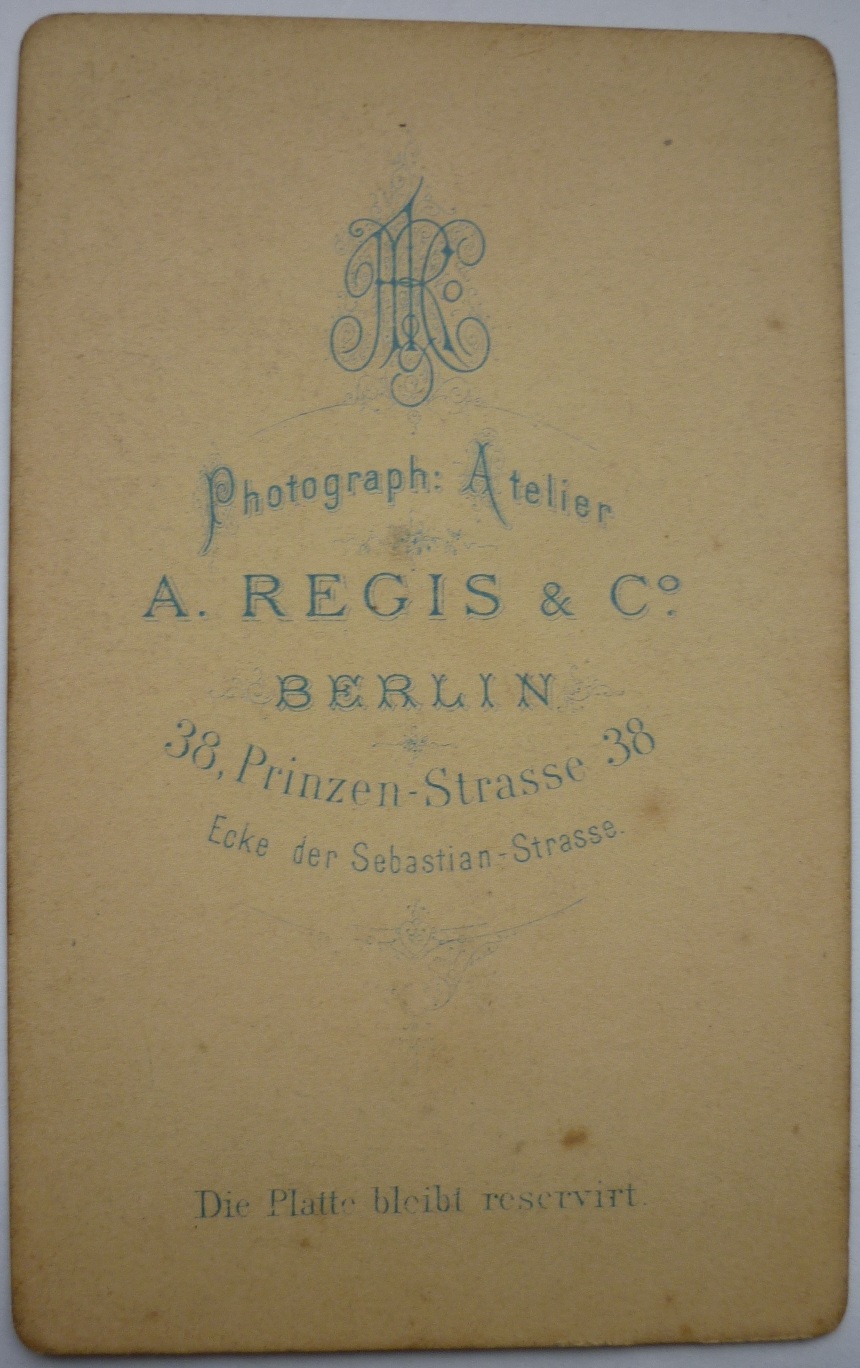 Photograph: Atelier
A. REGIS & Cº.
BERLIN
38, Prinzen-Strasse 38
Ecke der Sebastian-Strasse.
Die Platte bleibt reservirt.